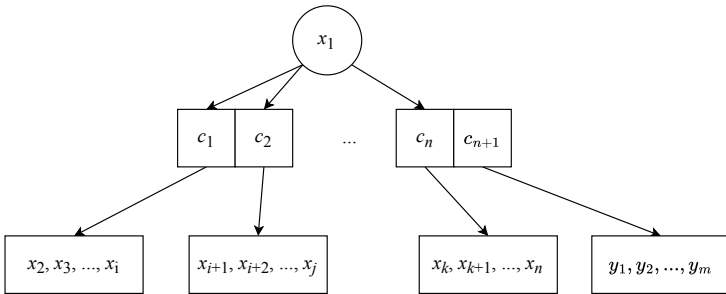 x₁
c₁ c₂ ... cₙ cₙ₊₁
x₂, x₃, ..., xᵢ xᵢ₊₁, xᵢ₊₂, ..., xⱼ xₖ, xₖ₊₁, ..., xₙ y₁, y₂, ..., yₘ